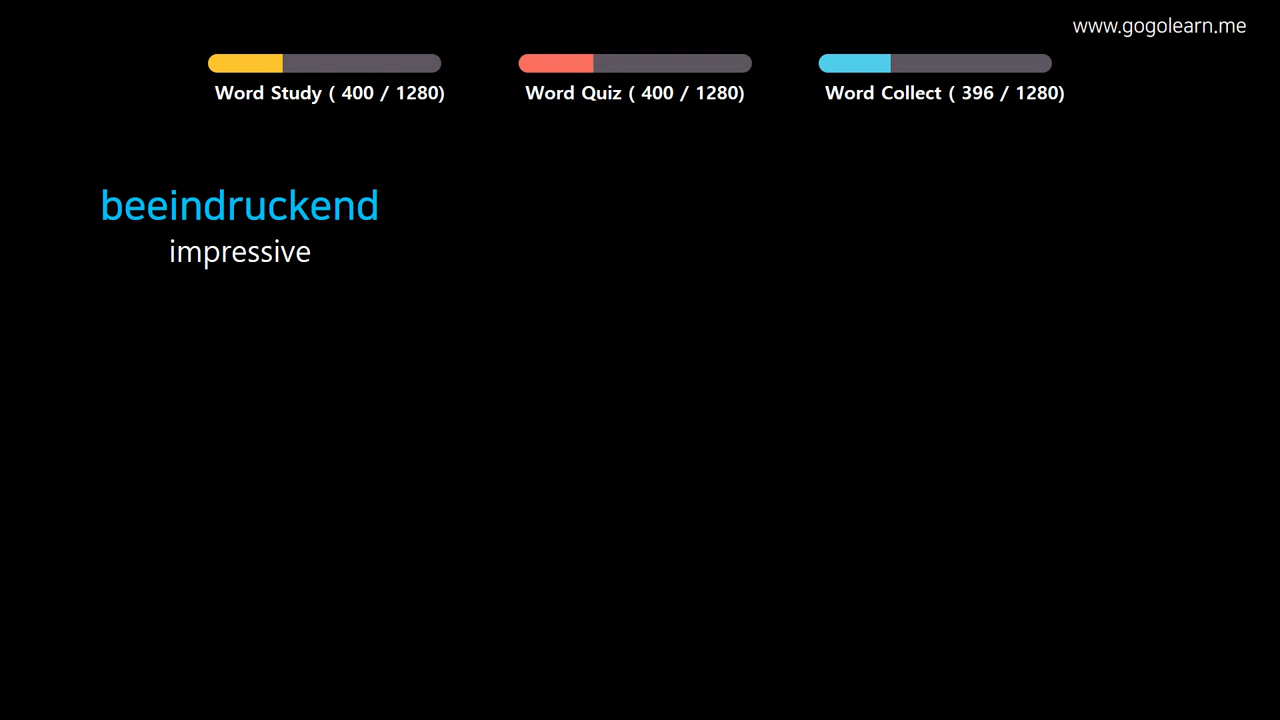 www.gogolearn.me
Word Study ( 400 / 1280)
Word Quiz ( 400 / 1280)
Word Collect ( 396 / 1280)
beeindruckend
impressive